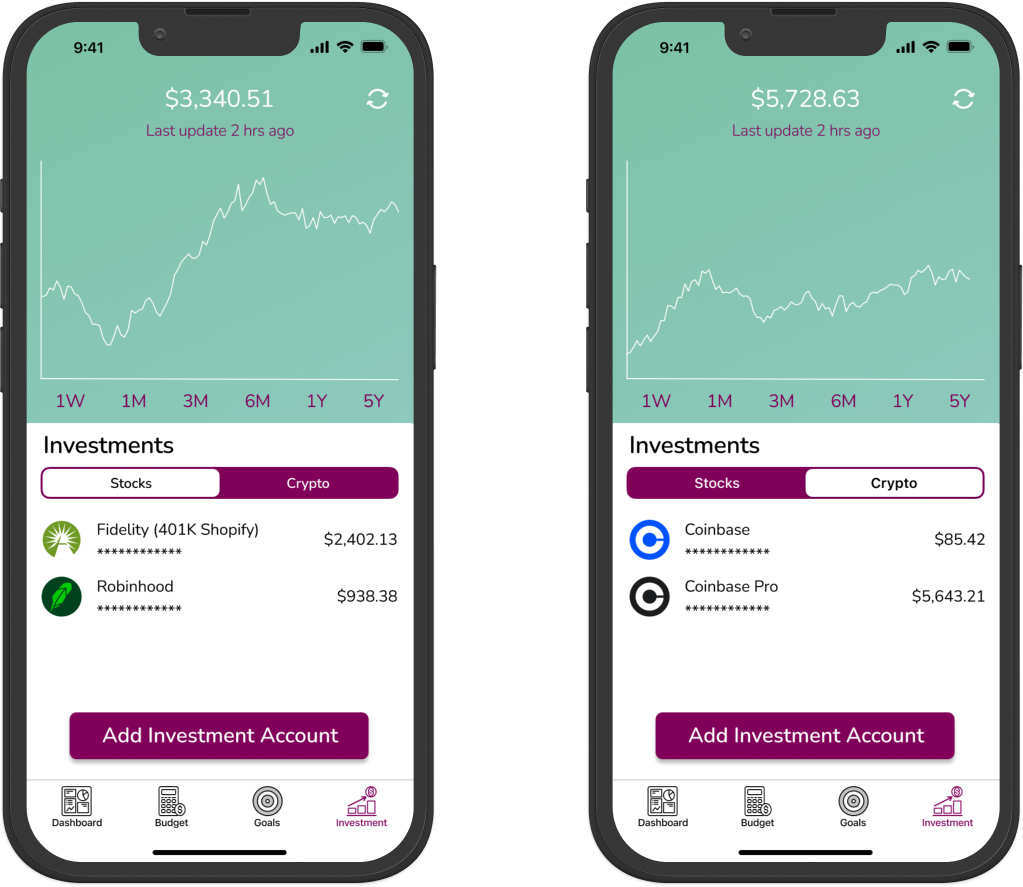 9:41
$3,340.51
Last update 2 hrs ago
1W 1M 3M 6M 1Y 5Y
Investments
Stocks Crypto
Fidelity (401K Shopify)
************
$2,402.13
Robinhood
************
$938.38
Add Investment Account
Dashboard Budget Goals Investment
9:41
$5,728.63
Last update 2 hrs ago
1W 1M 3M 6M 1Y 5Y
Investments
Stocks Crypto
Coinbase
************
$85.42
Coinbase Pro
************
$5,643.21
Add Investment Account
Dashboard Budget Goals Investment